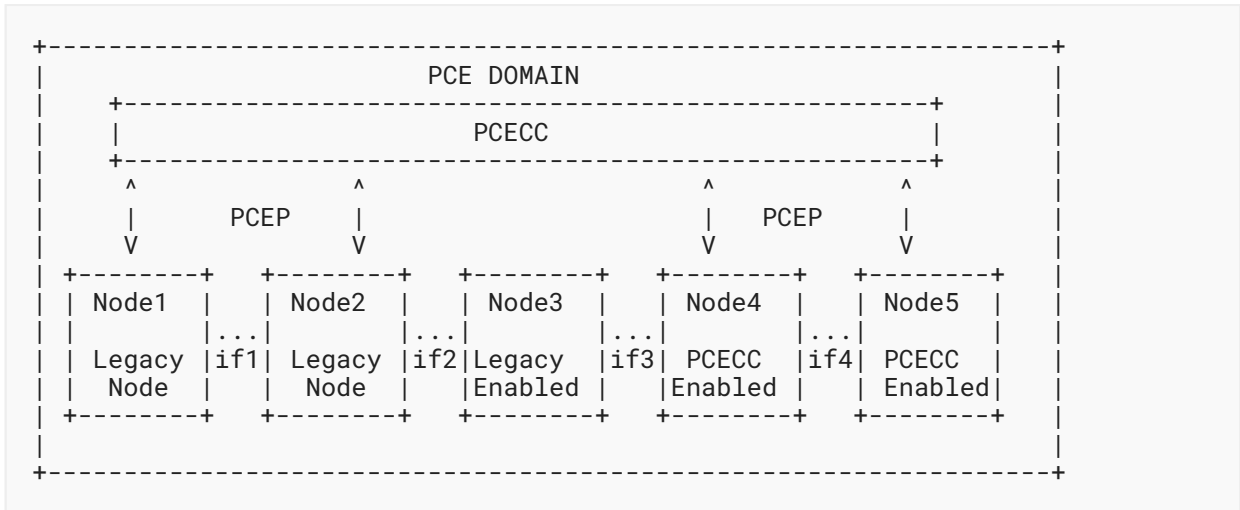 +--------------------------------------------------------------------+
|                          PCE DOMAIN                                |
|    +------------------------------------------------------+        |
|    |                       PCECC                          |        |
|    +------------------------------------------------------+        |
|     ^              ^                      ^            ^           |
|     |      PCEP    |                      |   PCEP     |           |
|     V              V                      V            V           |
| +--------+   +--------+   +--------+   +--------+   +--------+     |
| | Node1  |   | Node2  |   | Node3  |   | Node4  |   | Node5  |     |
| |        |...|        |...|        |...|        |...|        |     |
| | Legacy |if1| Legacy |if2|Legacy  |if3| PCECC  |if4| PCECC  |     |
| |  Node  |   |  Node  |   |Enabled |   |Enabled |   | Enabled|     |
| +--------+   +--------+   +--------+   +--------+   +--------+     |
|                                                                    |
+--------------------------------------------------------------------+